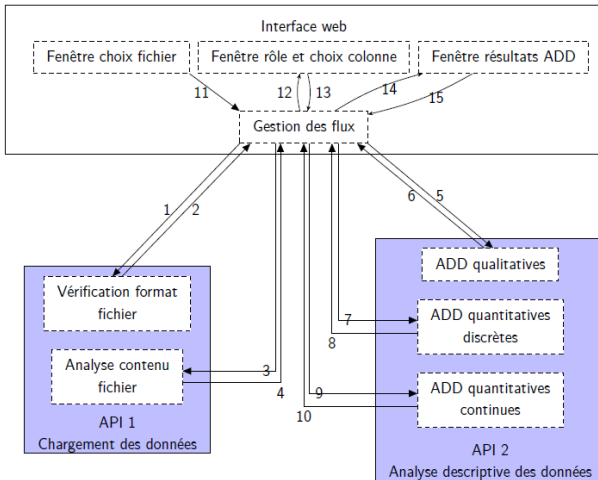 Interface web
Fenêtre choix fichier
Fenêtre rôle et choix colonne
Fenêtre résultats ADD
11
12
13
14
15
Gestion des flux
1
2
6
5
ADD qualitatives
Vérification format
fichier
ADD quantitatives
discrètes
7
8
Analyse contenu
fichier
3
4
9
10
ADD quantitatives
continues
API 1
Chargement des données
API 2
Analyse descriptive des données